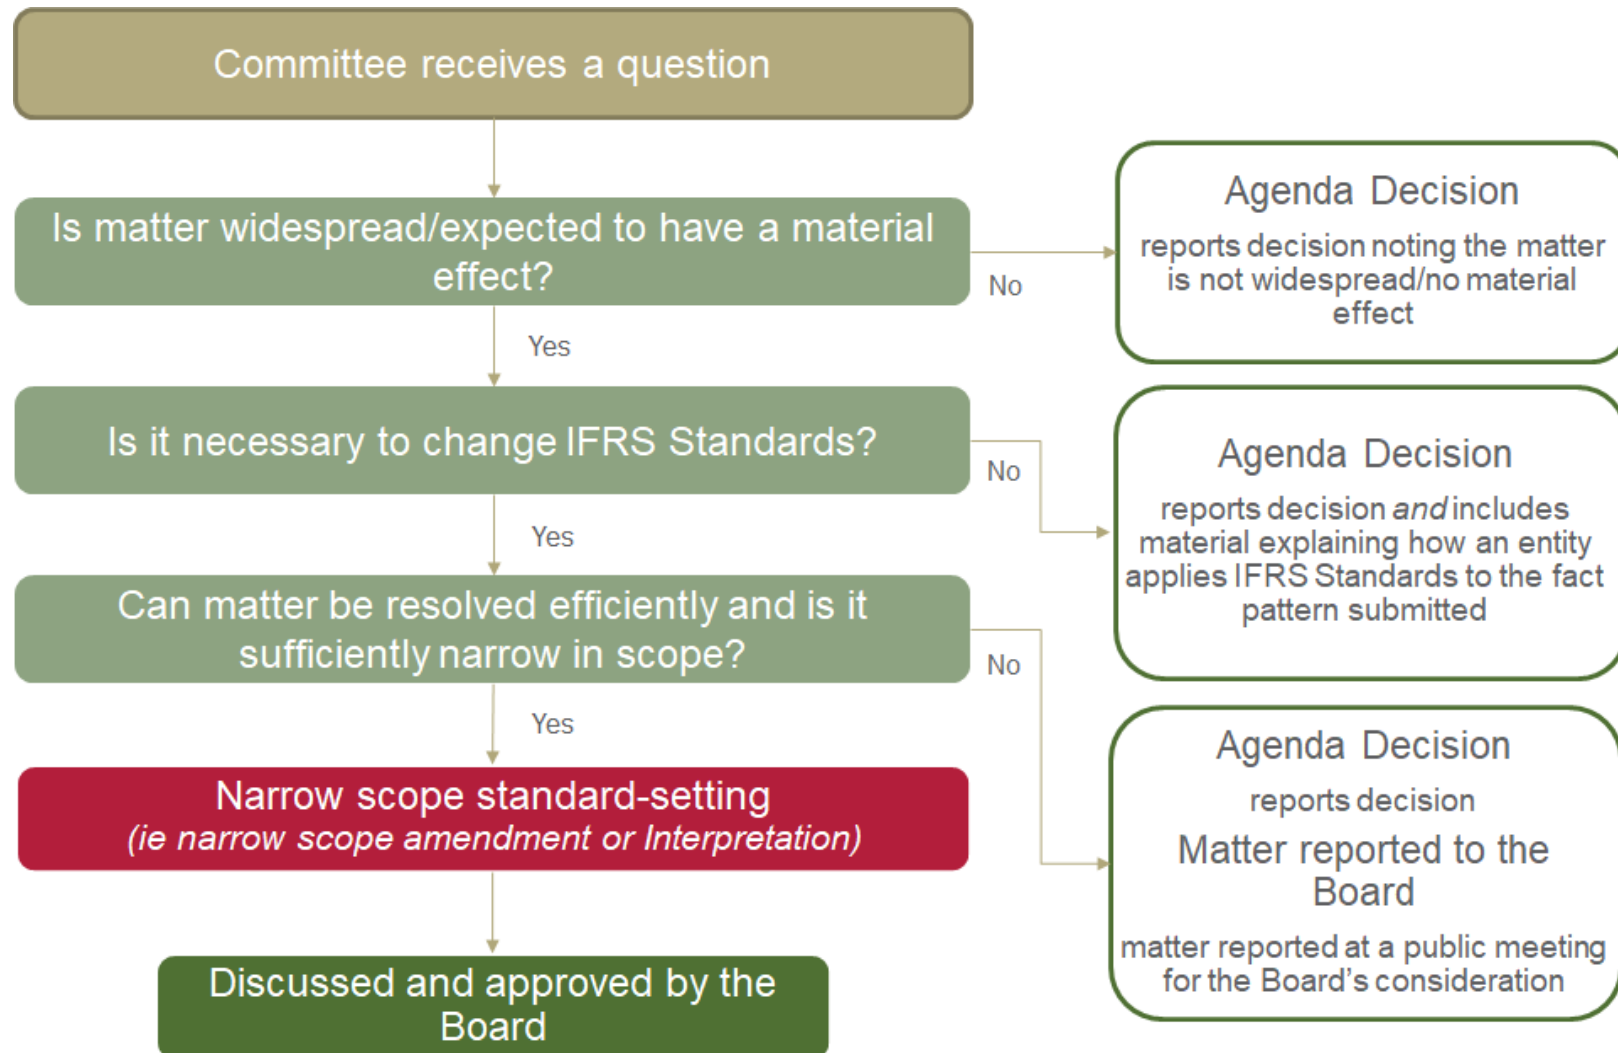 Committee receives a question
Is matter widespread/expected to have a material
effect?
No
Agenda Decision
reports decision noting the matter
is not widespread/no material
effect
Yes
Is it necessary to change IFRS Standards?
No
Agenda Decision
reports decision and includes
material explaining how an entity
applies IFRS Standards to the fact
pattern submitted
Yes
Can matter be resolved efficiently and is it
sufficiently narrow in scope?
No
Agenda Decision
reports decision
Matter reported to the
Board
matter reported at a public meeting
for the Board's consideration
Yes
Narrow scope standard-setting
(ie narrow scope amendment or Interpretation)
Discussed and approved by the
Board